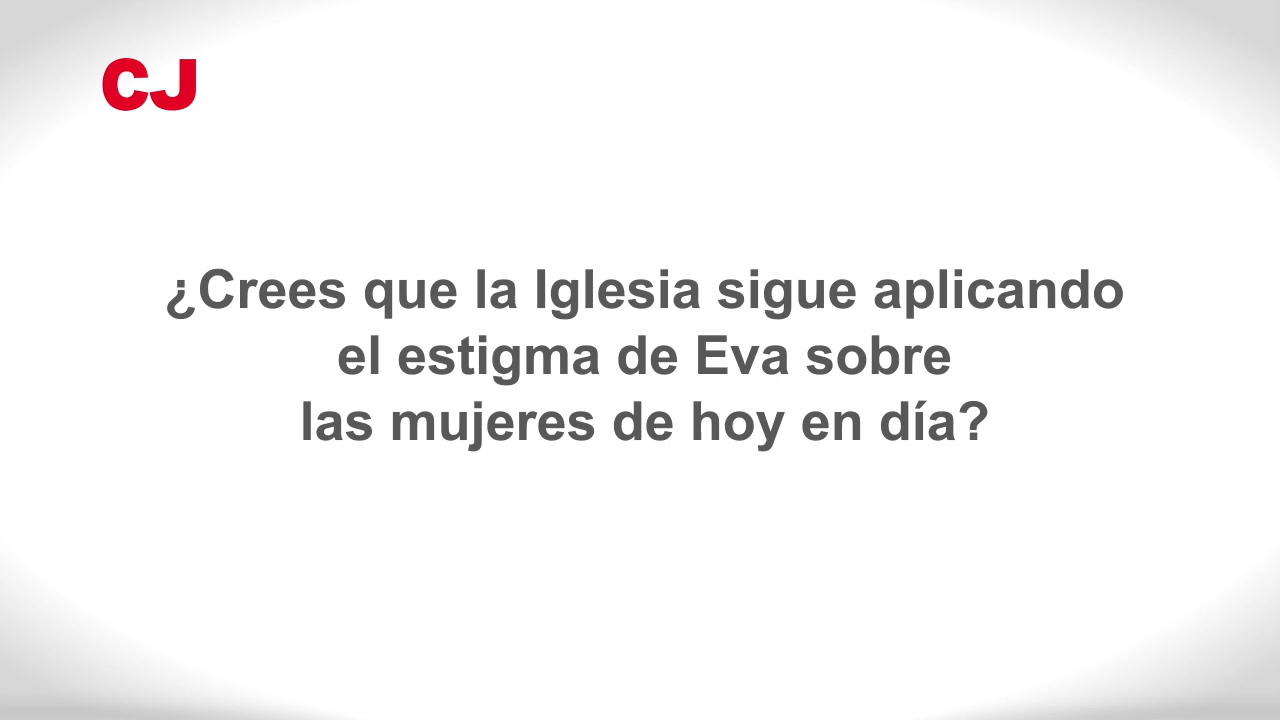 CJ
¿Crees que la Iglesia sigue aplicando
el estigma de Eva sobre
las mujeres de hoy en día?